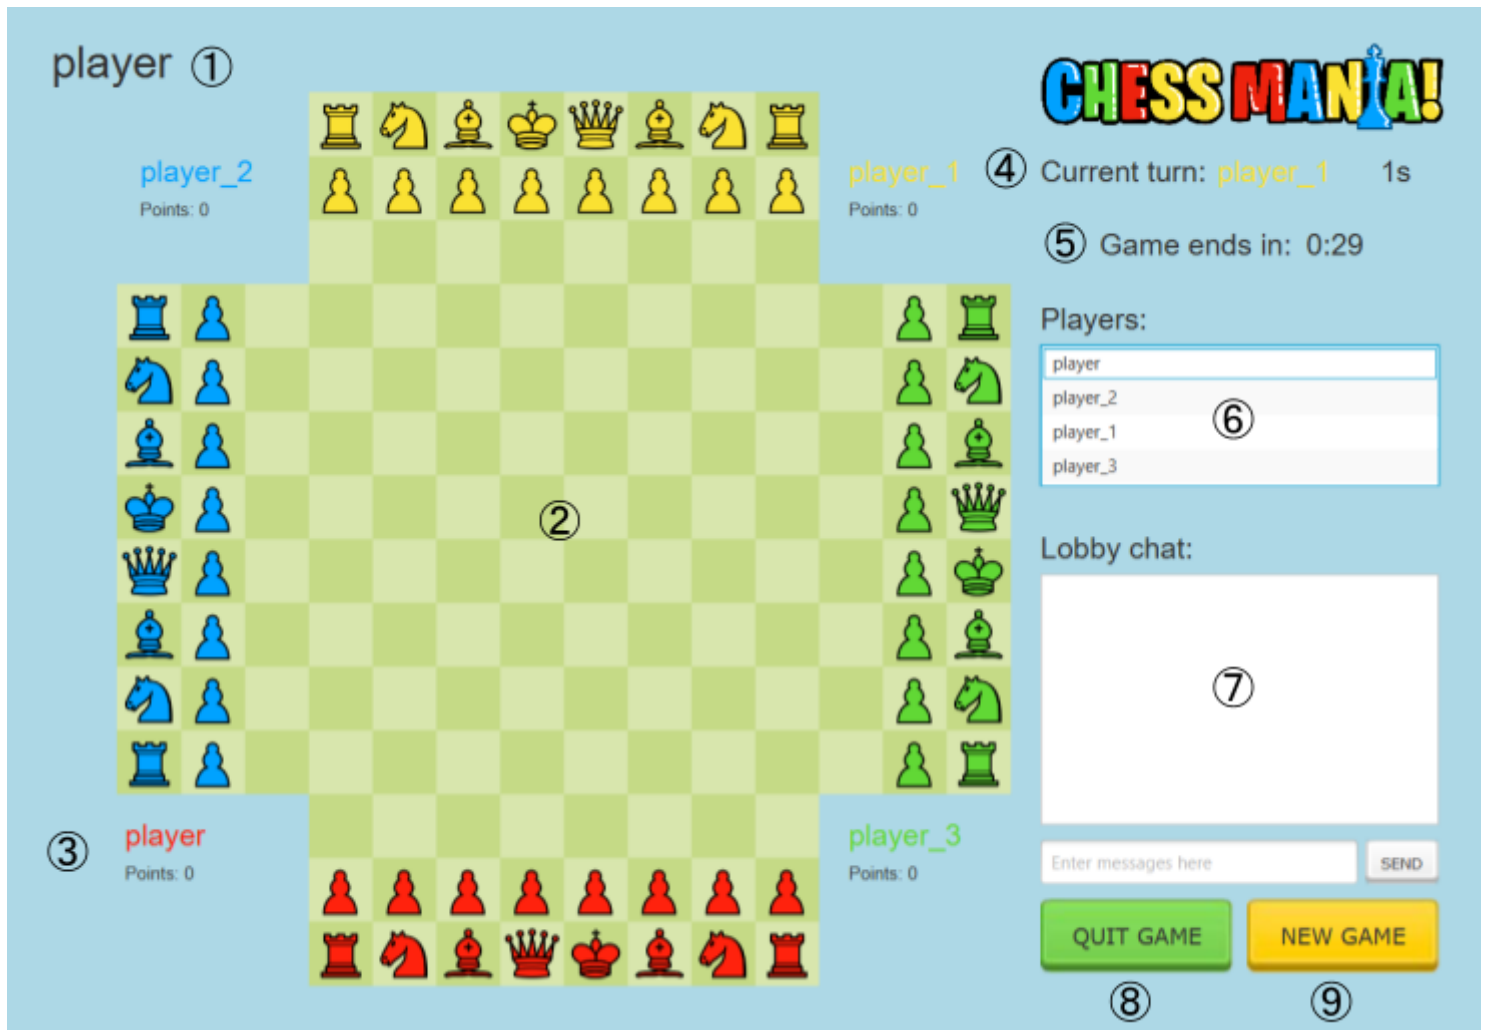 player ①
CHESS MANIA!
player_2
Points: 0
player_1
Points: 0
④ Current turn: player_1 1s
⑤ Game ends in: 0:29
Players:
player
player_2
player_1
player_3
⑥
②
Lobby chat:
⑦
③
player
Points: 0
player_3
Points: 0
Enter messages here
SEND
QUIT GAME
NEW GAME
⑧
⑨